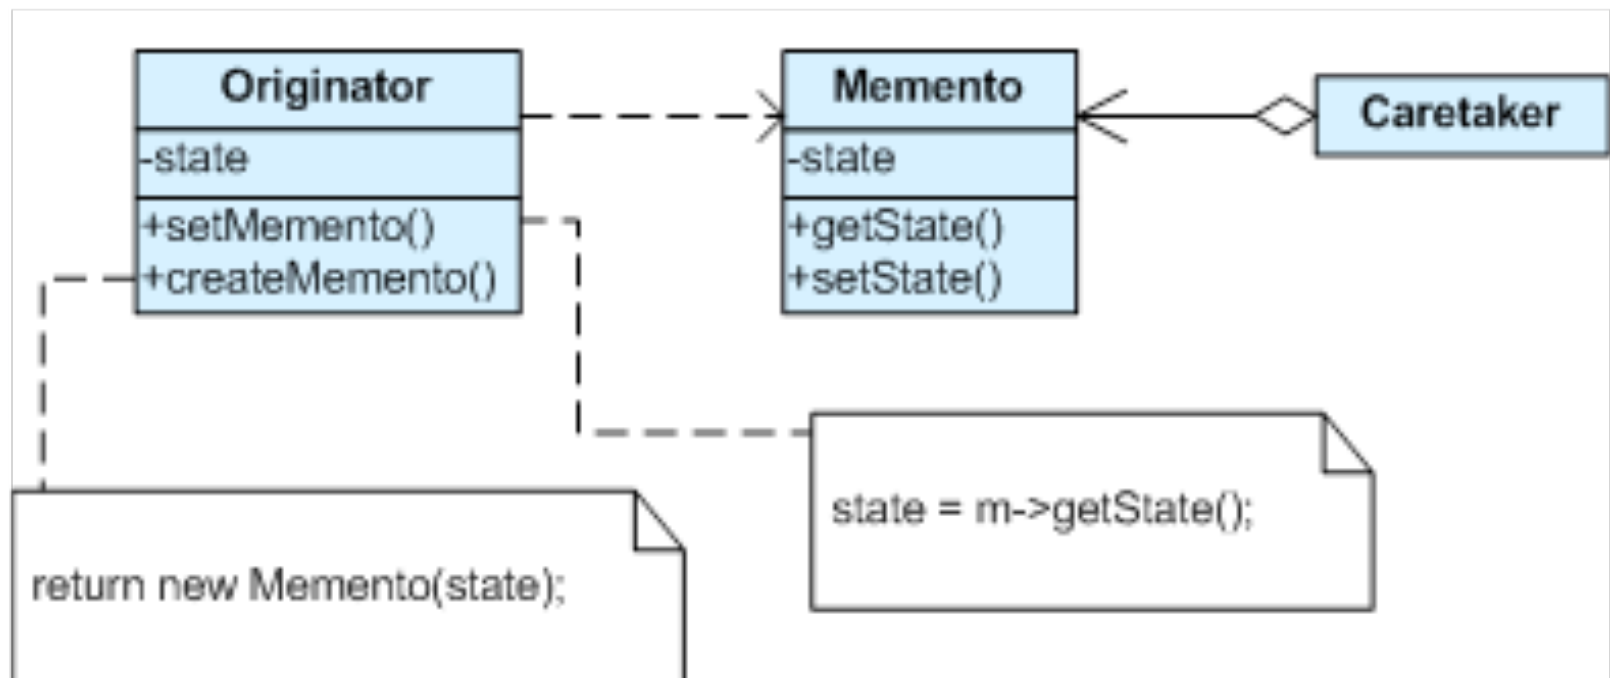 Originator
-state
+setMemento()
+createMemento()
Memento
-state
+getState()
+setState()
Caretaker
state = m->getState();
return new Memento(state);